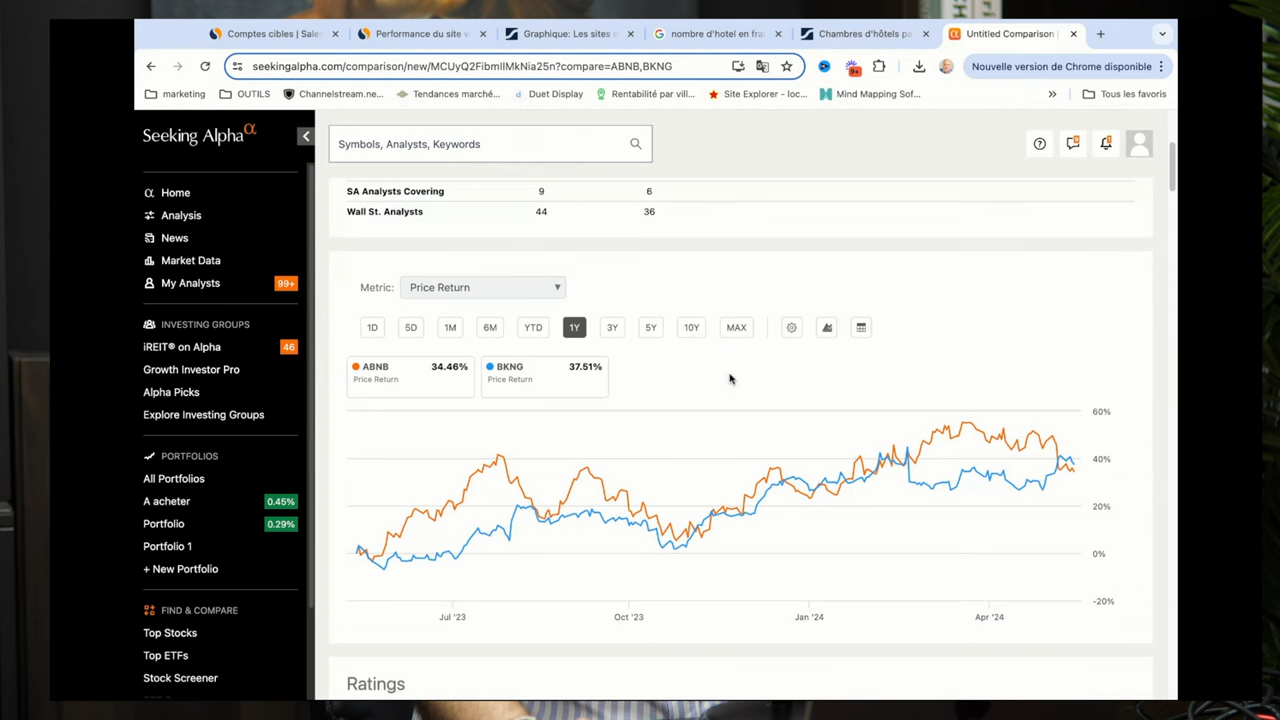 Comptes cibles | Sale
Performance du site w
Graphique: Les sites d
nombre d'hotel en fra
Chambres d'hôtels pa
Untitled Comparison |
seekingalpha.com/comparison/new/MCUyQ2FibmIlMkNia25n?compare=ABNB,BKNG
9+
Nouvelle version de Chrome disponible
marketing
OUTILS
Channelstream.ne...
Tendances marché...
Duet Display
Rentabilité par vill...
Site Explorer - loc...
Mind Mapping Sof...
»
Tous les favoris
Seeking Alpha α
Symbols, Analysts, Keywords
Home
Analysis
News
Market Data
My Analysts 99+
INVESTING GROUPS
iREIT® on Alpha 46
Growth Investor Pro
Alpha Picks
Explore Investing Groups
PORTFOLIOS
All Portfolios
A acheter 0.45%
Portfolio 0.29%
Portfolio 1
+ New Portfolio
FIND & COMPARE
Top Stocks
Top ETFs
Stock Screener
SA Analysts Covering 9 6
Wall St. Analysts 44 36
Metric: Price Return
1D 5D 1M 6M YTD 1Y 3Y 5Y 10Y MAX
ABNB 34.46%
Price Return
BKNG 37.51%
Price Return
60%
40%
20%
0%
-20%
Jul '23 Oct '23 Jan '24 Apr '24
Ratings